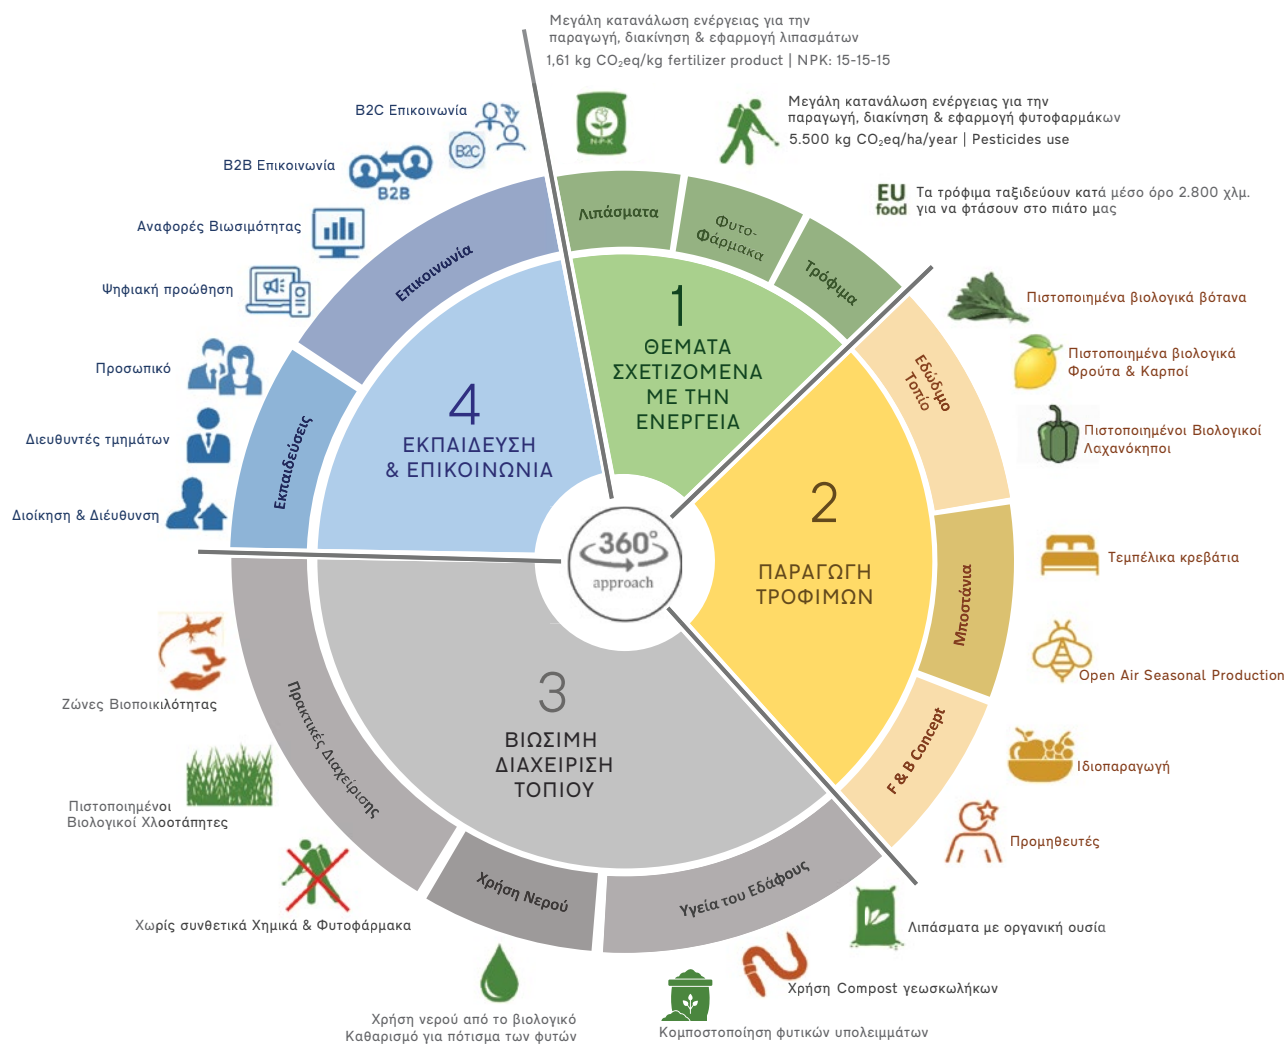 Μεγάλη κατανάλωση ενέργειας για την
παραγωγή, διακίνηση & εφαρμογή λιπασμάτων
1,61 kg CO₂eq/kg fertilizer product | NPK: 15-15-15
N-P-K
Μεγάλη κατανάλωση ενέργειας για την
παραγωγή, διακίνηση & εφαρμογή φυτοφαρμάκων
5.500 kg CO₂eq/ha/year | Pesticides use
EU
food
Τα τρόφιμα ταξιδεύουν κατά μέσο όρο 2.800 χλμ.
για να φτάσουν στο πιάτο μας
Λιπάσματα
Φυτο-
Φάρμακα
Τρόφιμα
1
ΘΕΜΑΤΑ
ΣΧΕΤΙΖΟΜΕΝΑ
ΜΕ ΤΗΝ
ΕΝΕΡΓΕΙΑ
Πιστοποιημένα βιολογικά βότανα
Πιστοποιημένα βιολογικά
Φρούτα & Καρποί
Πιστοποιημένοι Βιολογικοί
Λαχανόκηποι
Τεμπέλικα κρεβάτια
Open Air Seasonal Production
Ιδιοπαραγωγή
Προμηθευτές
Εδώδιμο
Τοπίο
Μποστάνια
F & B Concept
2
ΠΑΡΑΓΩΓΗ
ΤΡΟΦΙΜΩΝ
360°
approach
3
ΒΙΩΣΙΜΗ
ΔΙΑΧΕΙΡΙΣΗ
ΤΟΠΙΟΥ
Υγεία του Εδάφους
Χρήση Νερού
Πρακτικές Διαχείρισης
Λιπάσματα με οργανική ουσία
Χρήση Compost γεωσκωλήκων
Κομποστοποίηση φυτικών υπολειμμάτων
Χρήση νερού από το βιολογικό
Καθαρισμό για πότισμα των φυτών
Χωρίς συνθετικά Χημικά & Φυτοφάρμακα
Πιστοποιημένοι
Βιολογικοί Χλοοτάπητες
Ζώνες Βιοποικιλότητας
4
ΕΚΠΑΙΔΕΥΣΗ
& ΕΠΙΚΟΙΝΩΝΙΑ
Εκπαιδεύσεις
Επικοινωνία
Διοίκηση & Διέυθυνση
Διευθυντές τμημάτων
Προσωπικό
Ψηφιακή προώθηση
Αναφορές Βιωσιμότητας
B2B Επικοινωνία
B2B
B2C Επικοινωνία
B2C